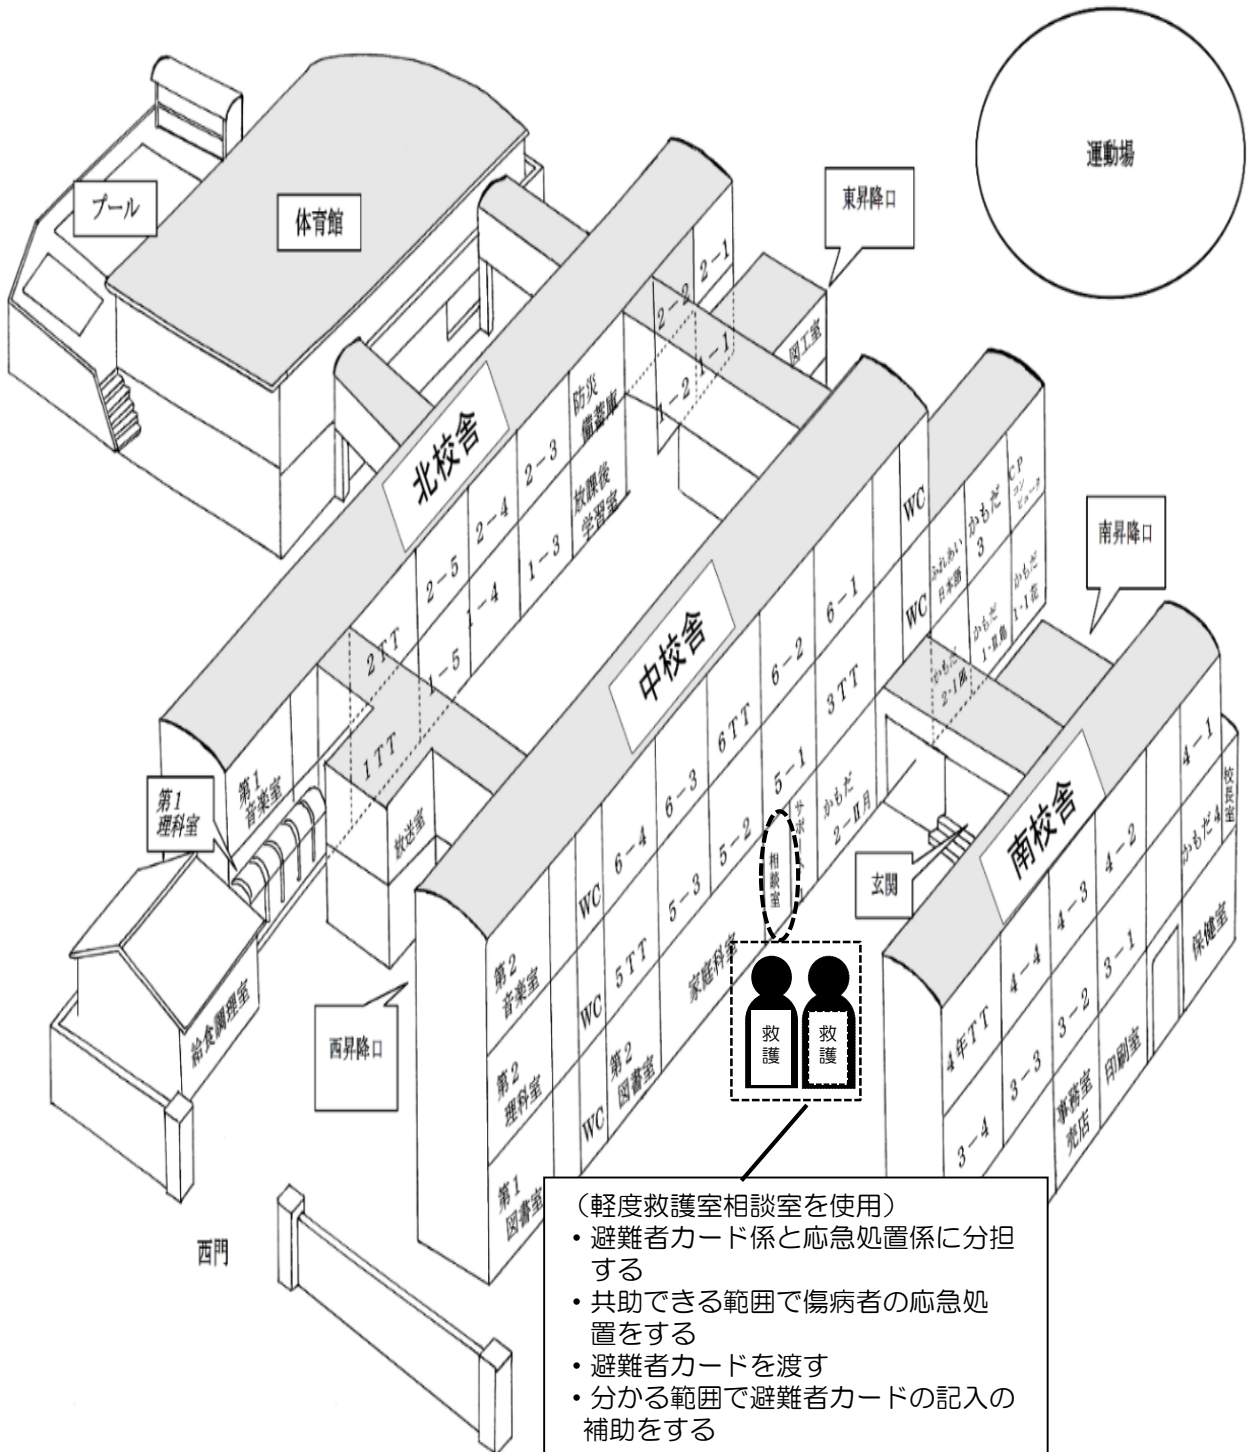 運動場
プール
体育館
東昇降口
2-1
2-2
1-1
1-2
図工室
北校舎
防災
備蓄庫
2-3
2-4
2-5
2TT
放課後
学習室
1-3
1-4
1-5
1TT
第1
音楽室
第1
理科室
放送室
給食調理室
西昇降口
西門
中校舎
WC
6-1
6-2
6TT
6-3
6-4
WC
第2
音楽室
WC
3TT
5-1
5-2
5-3
5TT
WC
第2
理科室
かもだ
2-Ⅱ月
サポ
相談室
家庭科室
第2
図書室
WC
第1
図書室
ふれあい
日本語
かもだ
3
CP
コン
ピュータ
かもだ
2-Ⅰ風
かもだ
1-Ⅱ鳥
かもだ
1-Ⅰ花
南昇降口
玄関
南校舎
4-1
4-2
4-3
4-4
4年TT
校長室
かもだ4
保健室
3-1
3-2
3-3
3-4
印刷室
事務室
売店
救護
救護
（軽度救護室相談室を使用）
・避難者カード係と応急処置係に分担
する
・共助できる範囲で傷病者の応急処
置をする
・避難者カードを渡す
・分かる範囲で避難者カードの記入の
補助をする